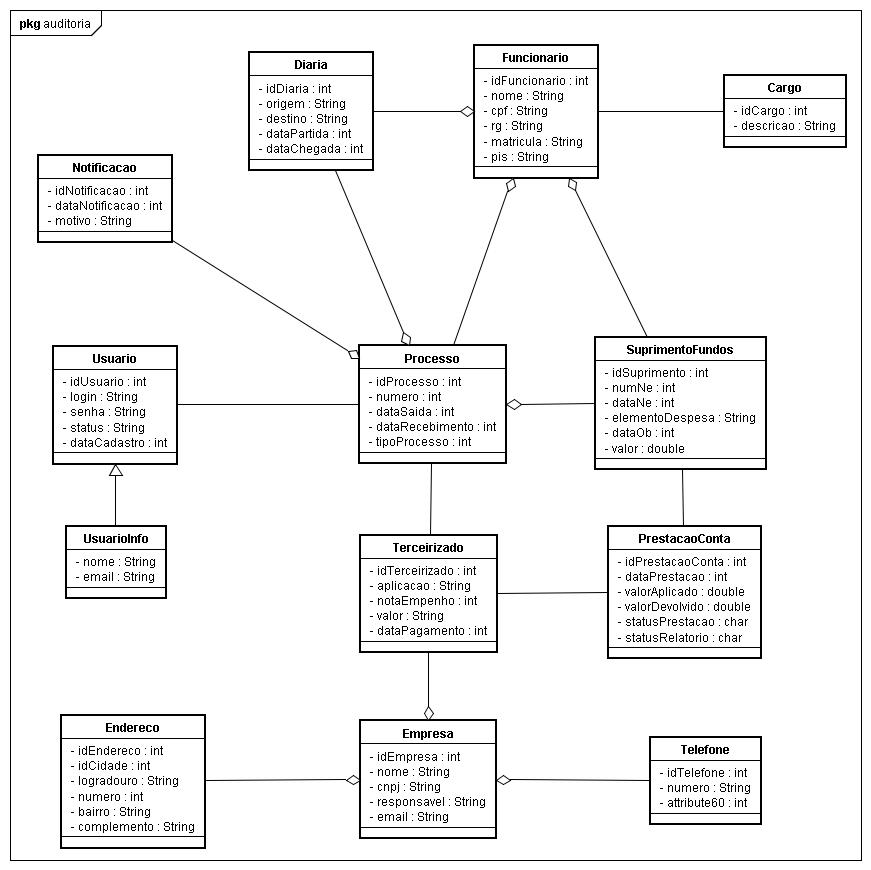 pkg auditoria
Diaria
- idDiaria : int
- origem : String
- destino : String
- dataPartida : int
- dataChegada : int
Funcionario
- idFuncionario : int
- nome : String
- cpf : String
- rg : String
- matricula : String
- pis : String
Cargo
- idCargo : int
- descricao : String
Notificacao
- idNotificacao : int
- dataNotificacao : int
- motivo : String
Usuario
- idUsuario : int
- login : String
- senha : String
- status : String
- dataCadastro : int
Processo
- idProcesso : int
- numero : int
- dataSaida : int
- dataRecebimento : int
- tipoProcesso : int
SuprimentoFundos
- idSuprimento : int
- numNe : int
- dataNe : int
- elementoDespesa : String
- dataOb : int
- valor : double
UsuarioInfo
- nome : String
- email : String
Terceirizado
- idTerceirizado : int
- aplicacao : String
- notaEmpenho : int
- valor : String
- dataPagamento : int
PrestacaoConta
- idPrestacaoConta : int
- dataPrestacao : int
- valorAplicado : double
- valorDevolvido : double
- statusPrestacao : char
- statusRelatorio : char
Endereco
- idEndereco : int
- idCidade : int
- logradouro : String
- numero : int
- bairro : String
- complemento : String
Empresa
- idEmpresa : int
- nome : String
- cnpj : String
- responsavel : String
- email : String
Telefone
- idTelefone : int
- numero : String
- attribute60 : int